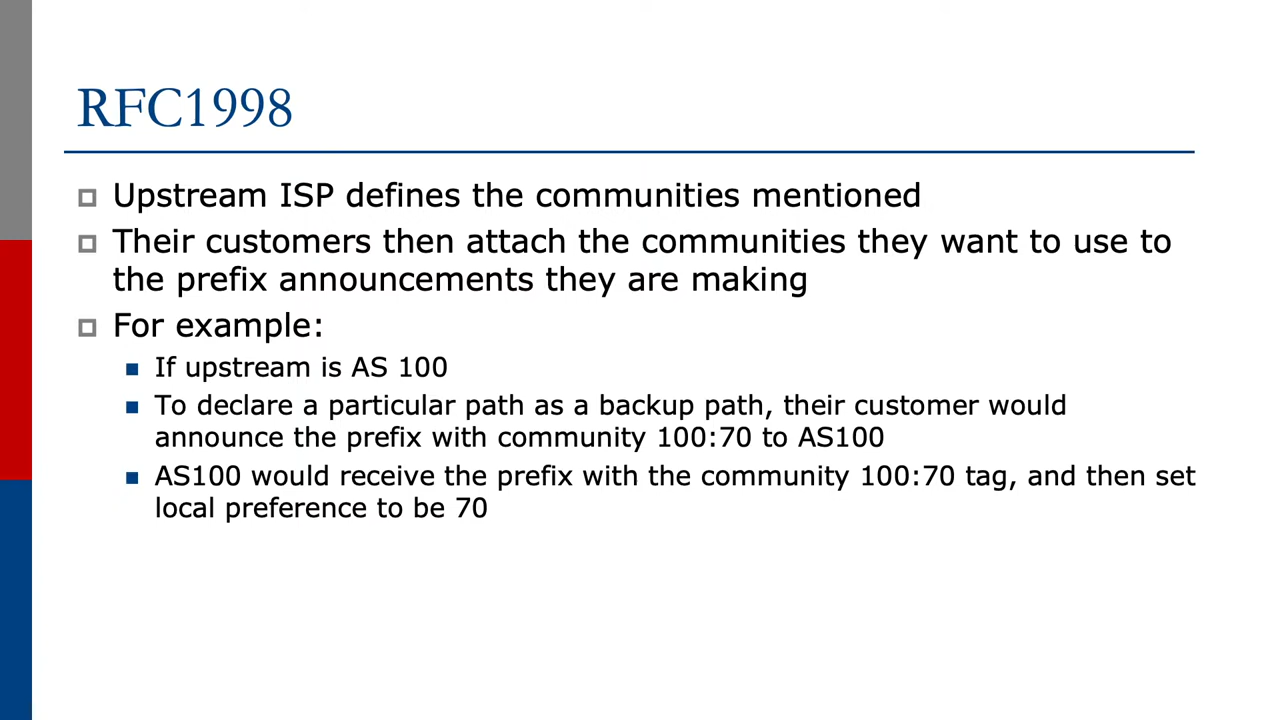 RFC1998
Upstream ISP defines the communities mentioned
Their customers then attach the communities they want to use to
the prefix announcements they are making
For example:
If upstream is AS 100
To declare a particular path as a backup path, their customer would
announce the prefix with community 100:70 to AS100
AS100 would receive the prefix with the community 100:70 tag, and then set
local preference to be 70